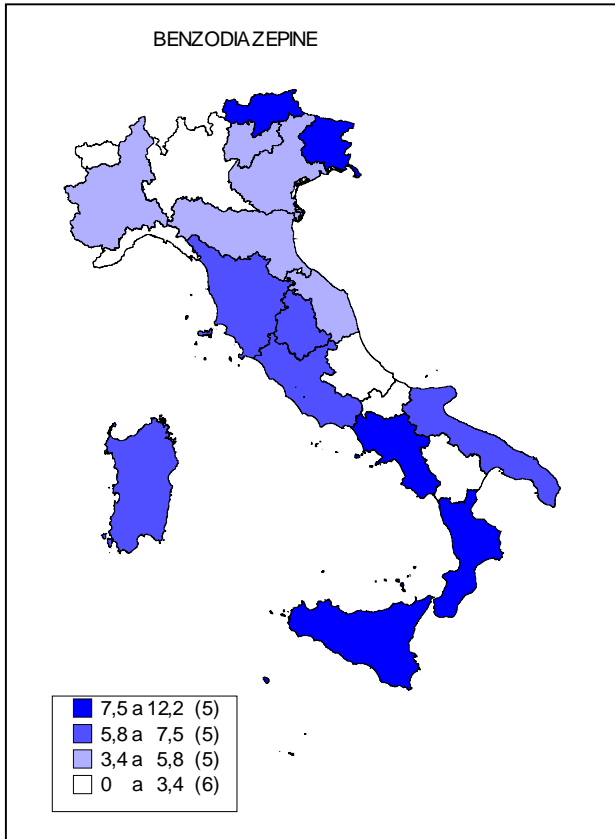 BENZODIAZEPINE
7,5 a 12,2 (5)
5,8 a 7,5 (5)
3,4 a 5,8 (5)
0 a 3,4 (6)